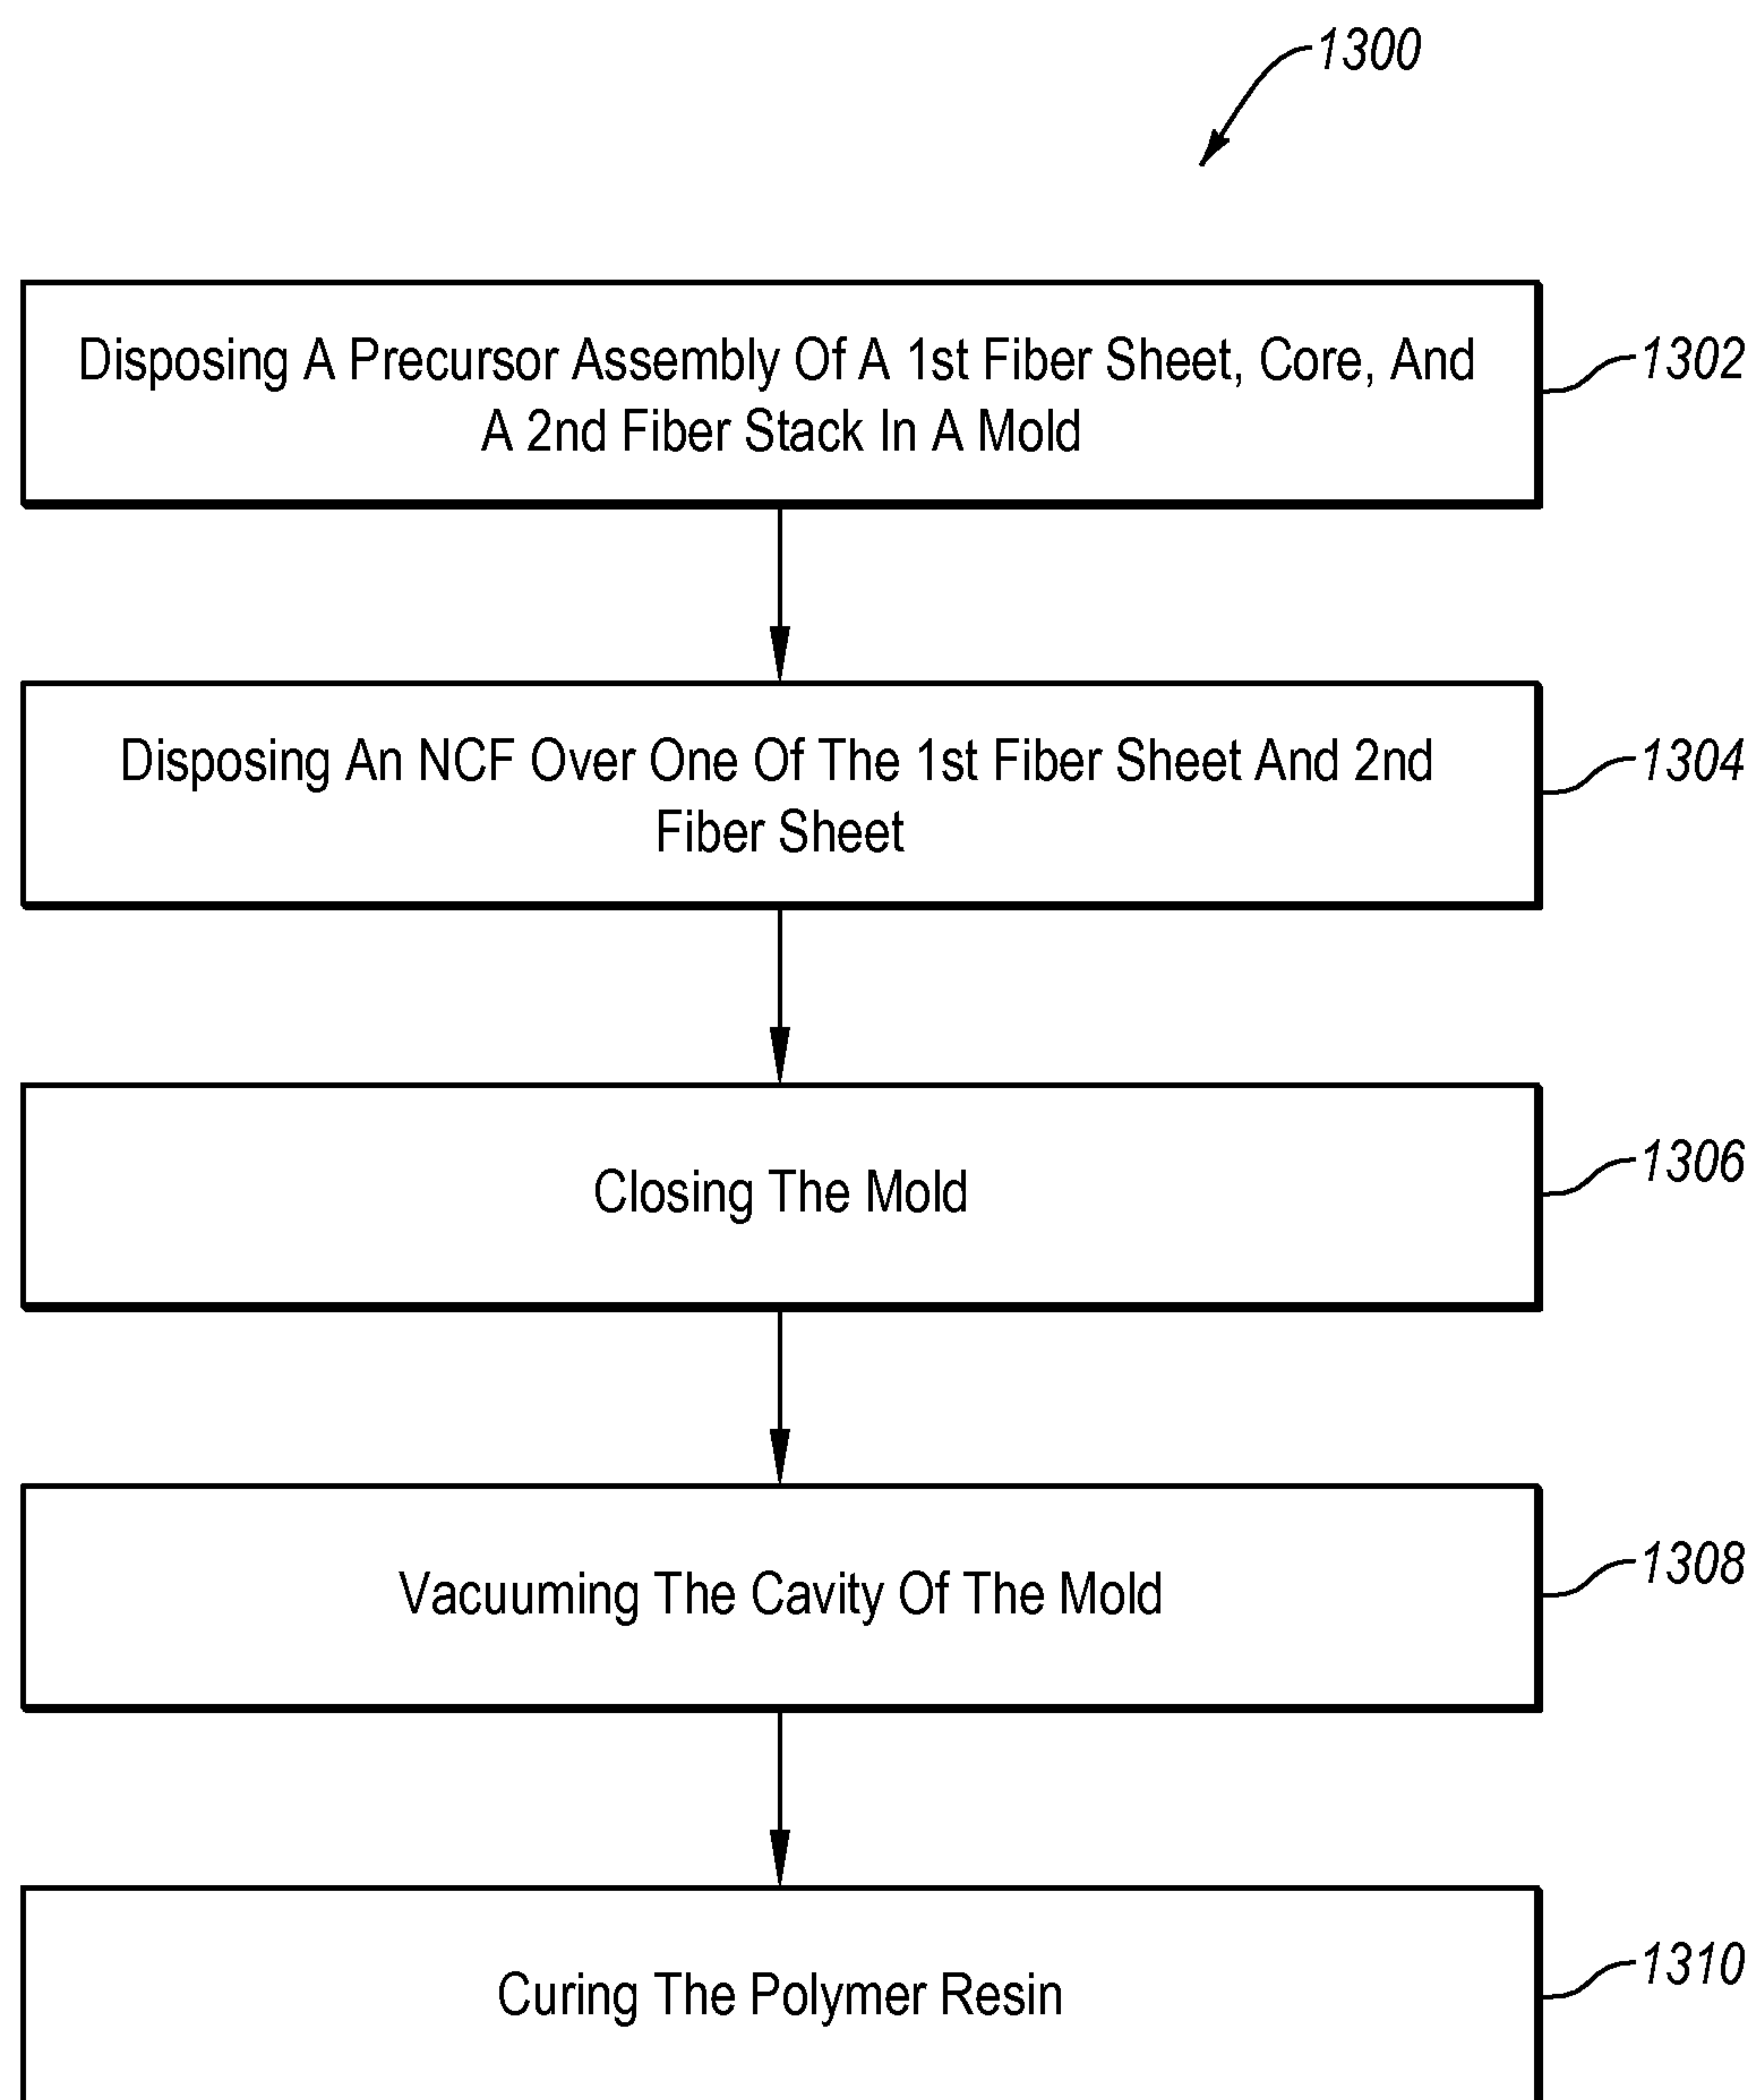 1300
Disposing A Precursor Assembly Of A 1st Fiber Sheet, Core, And
A 2nd Fiber Stack In A Mold
1302
Disposing An NCF Over One Of The 1st Fiber Sheet And 2nd
Fiber Sheet
1304
Closing The Mold
1306
Vacuuming The Cavity Of The Mold
1308
Curing The Polymer Resin
1310